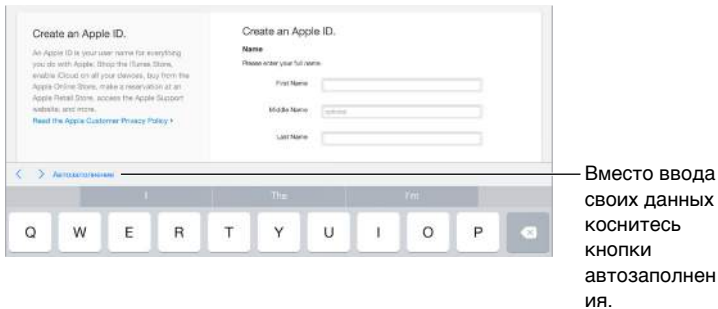 Create an Apple ID.
An Apple ID is your user name for everything
you do with Apple: Shop the iTunes Store,
enable iCloud on all your devices, buy from the
Apple Online Store, make a reservation at an
Apple Retail Store, access the Apple Support
website, and more.
Read the Apple Customer Privacy Policy
Create an Apple ID.
Name
Please enter your full name.
First Name
Middle Name
optional
Last Name
Автозаполнение
I
The
I'm
Q W E R T Y U I O P
Вместо ввода
своих данных
коснитесь
кнопки
автозаполнен
ия.